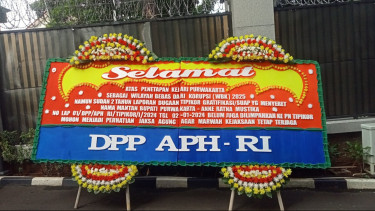 Selamat
ATAS PENETAPAN KEJARI PURWAKARTA
SEBAGAI WILAYAH BEBAS DARI KORUPSI (WBK) 2025
NAMUN SUDAH 2 TAHUN LAPORAN DUGAAN TIPIKOR GRATIFIKASI/SUAP YG MENYERET
NAMA MANTAN BUPATI PURWAKARTA - ANNE RATNA MUSTIKA
NO LAP 01/DPP/APH RI/TIPIKOR/I/2024 TGL 02 -01-2024 BELUM JUGA DILIMPAHKAN KE PN TIPIKOR
MOHON MENJADI PERHATIAN JAKSA AGUNG AGAR MARWAH KEJAKSAAN TETAP TERJAGA
DPP APH - RI